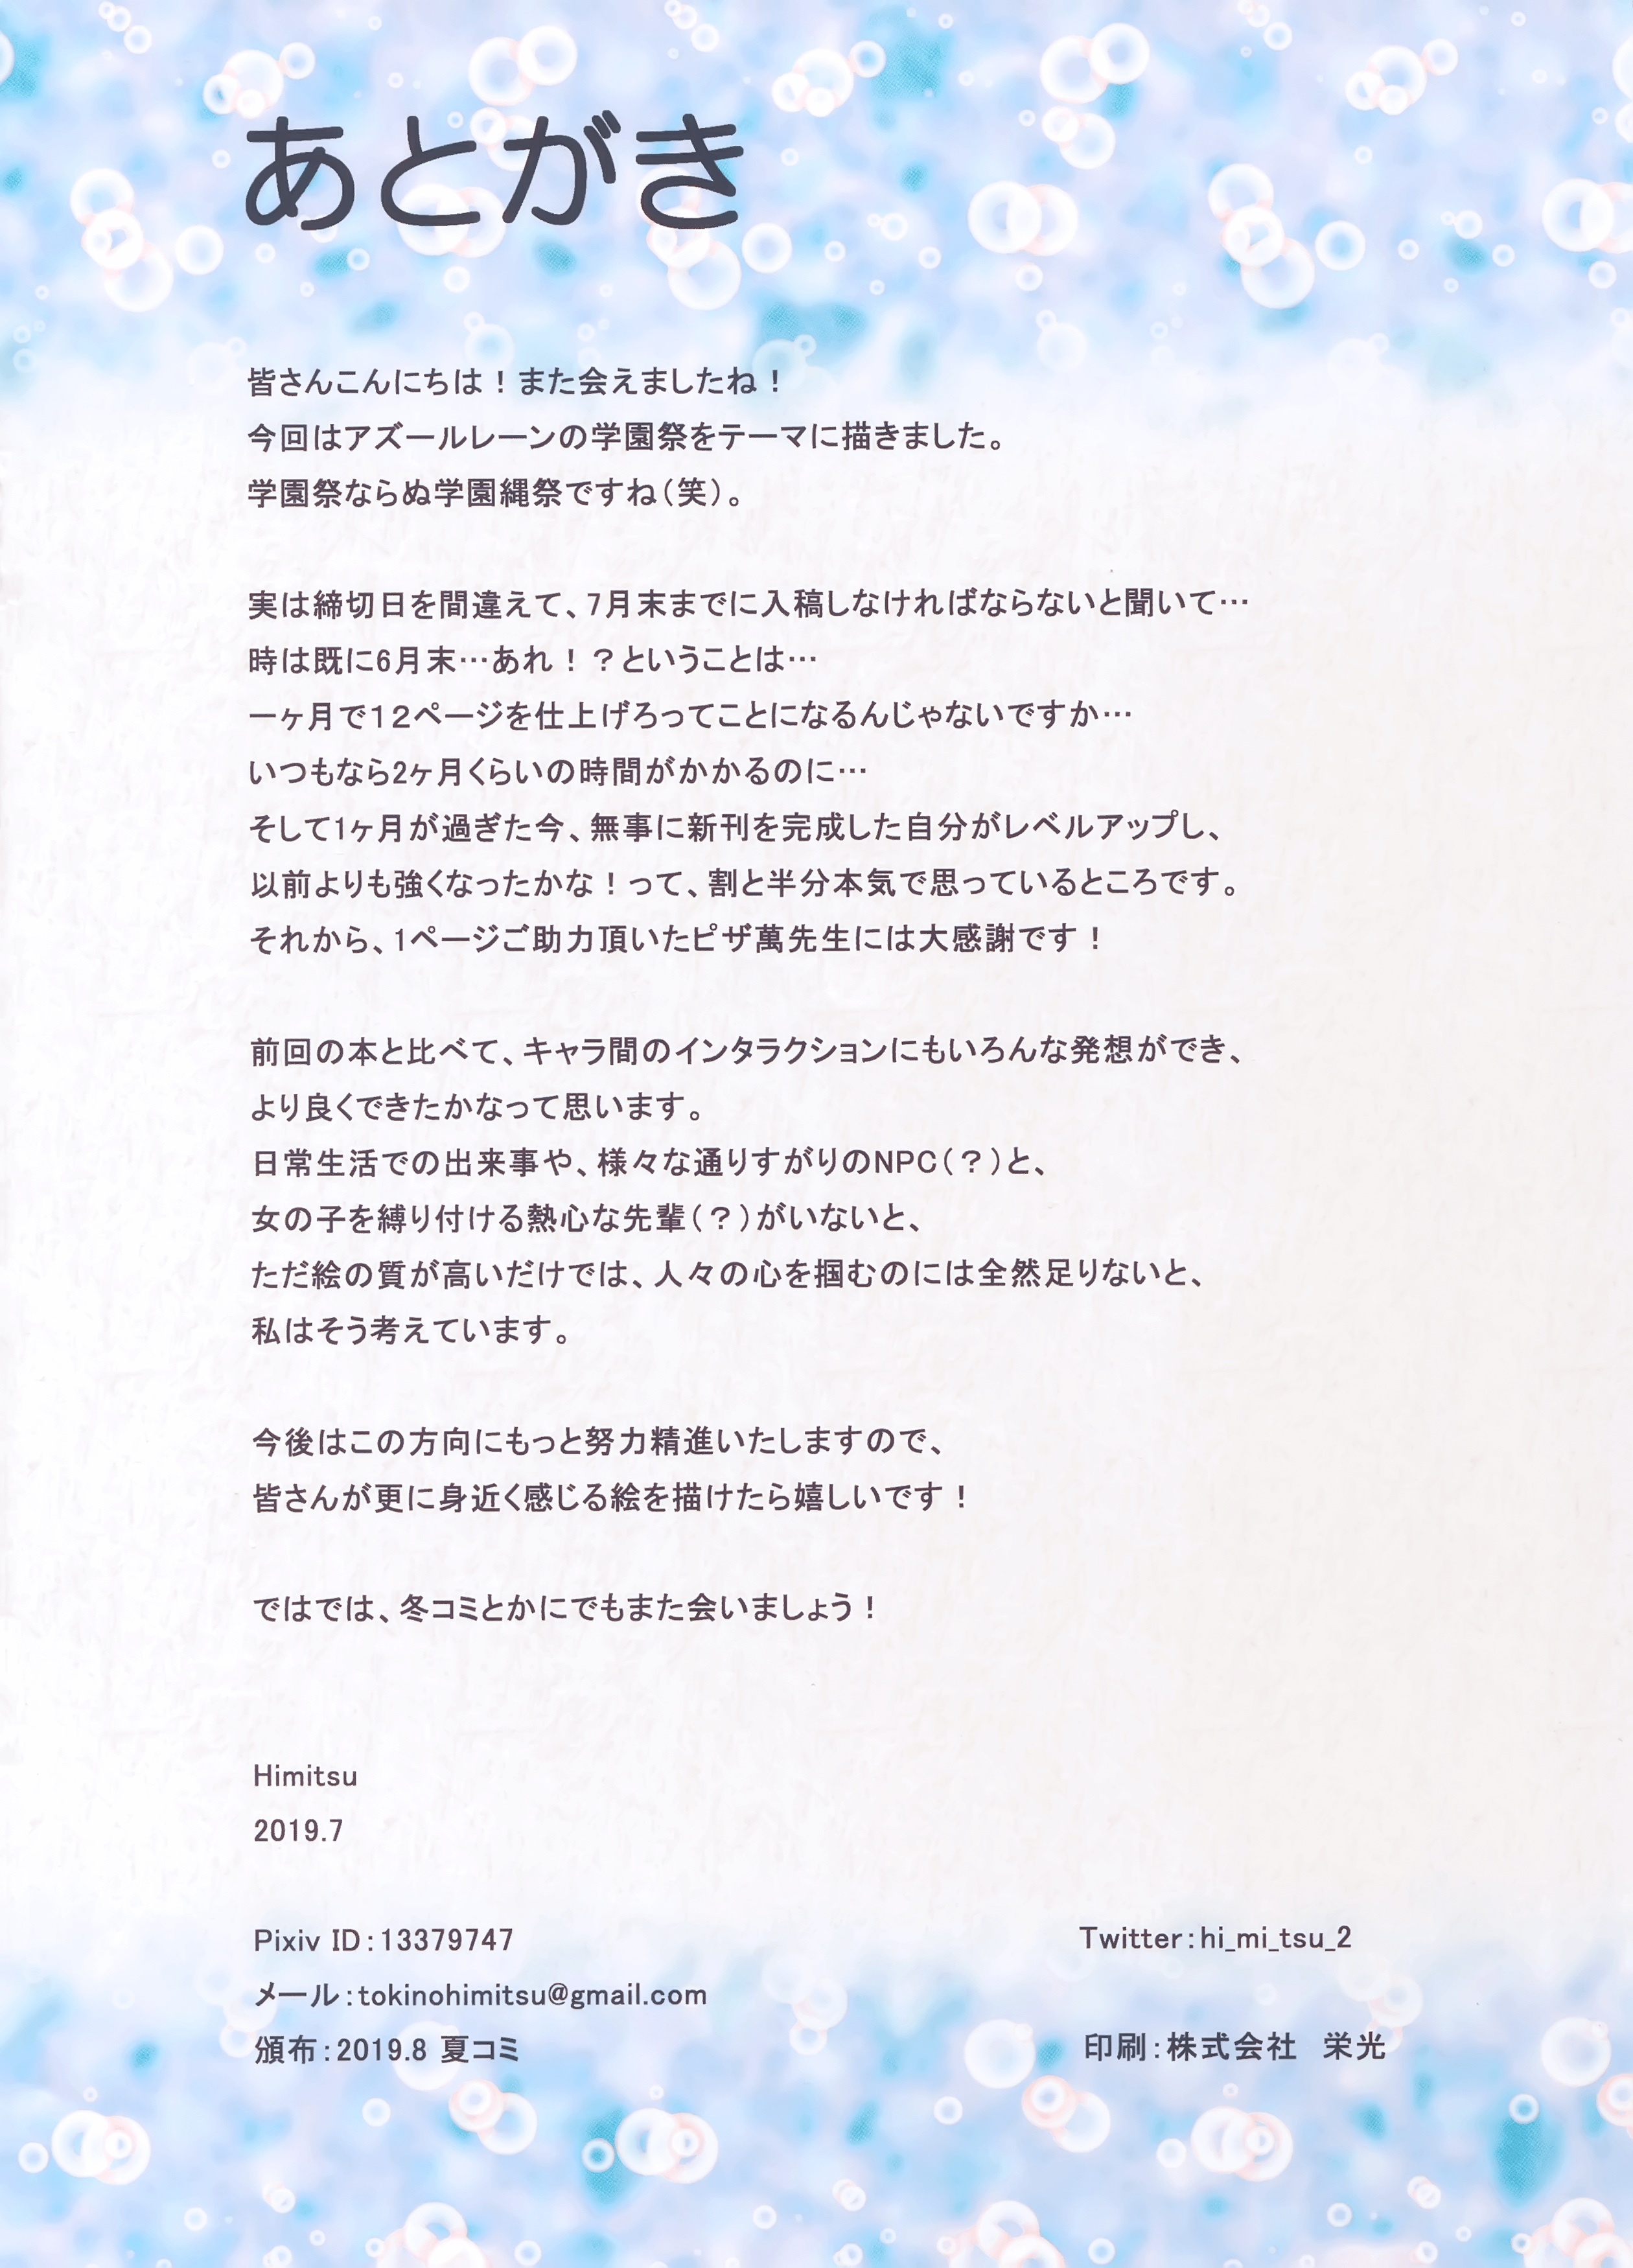 あとがき
皆さんこんにちは！また会えましたね！
今回はアズールレーンの学園祭をテーマに描きました。
学園祭ならぬ学園縄祭ですね（笑）。
実は締切日を間違えて、7月末までに入稿しなければならないと聞いて…
時は既に6月末…あれ！？ということは…
一ヶ月で１２ページを仕上げろってことになるんじゃないですか…
いつもなら2ヶ月くらいの時間がかかるのに…
そして1ヶ月が過ぎた今、無事に新刊を完成した自分がレベルアップし、
以前よりも強くなったかな！って、割と半分本気で思っているところです。
それから、1ページご助力頂いたピザ萬先生には大感謝です！
前回の本と比べて、キャラ間のインタラクションにもいろんな発想ができ、
より良くできたかなって思います。
日常生活での出来事や、様々な通りすがりのNPC（？）と、
女の子を縛り付ける熱心な先輩（？）がいないと、
ただ絵の質が高いだけでは、人々の心を掴むのには全然足りないと、
私はそう考えています。
今後はこの方向にもっと努力精進いたしますので、
皆さんが更に身近く感じる絵を描けたら嬉しいです！
ではでは、冬コミとかにでもまた会いましょう！
Himitsu
2019.7
Pixiv ID：13379747
Twitter：hi_mi_tsu_2
メール：tokinohimitsu@gmail.com
頒布：2019.8 夏コミ
印刷：株式会社　栄光